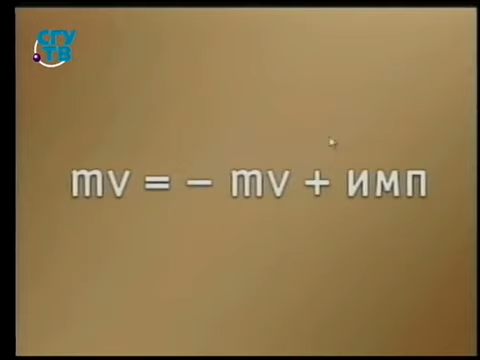 СГУ
ТВ
mv = – mv + имп